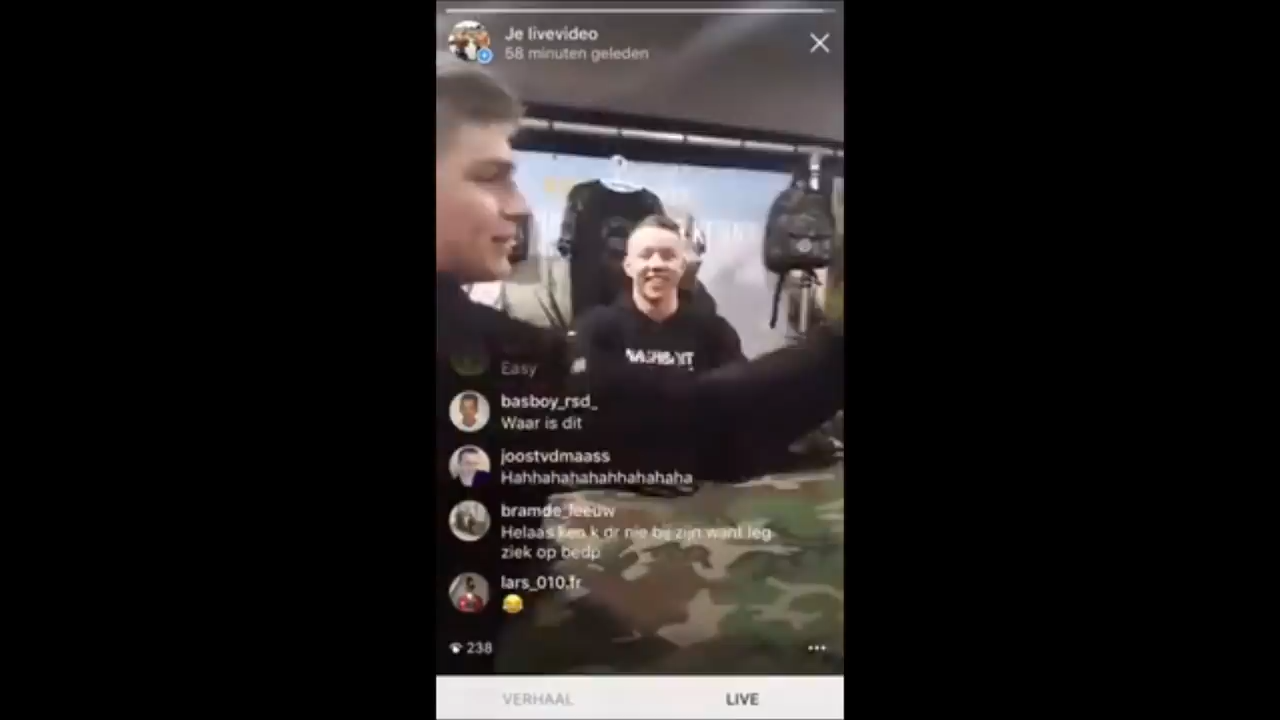 Je livevideo
58 minuten geleden
Easy
basboy_rsd_
Waar is dit
joostvdmaass
Hahhahahahahhahahaha
bramde_leeuw
Helaas ken k dr nie bij zijn want leg
ziek op bedp
lars_010.fr
238
VERHAAL
LIVE